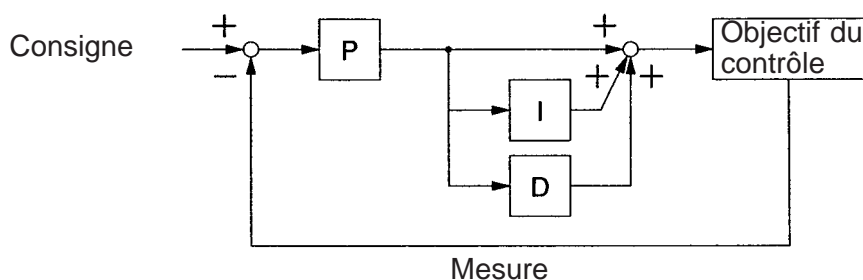 Consigne
+
−
P
+
+
+
I
D
Objectif du
contrôle
Mesure